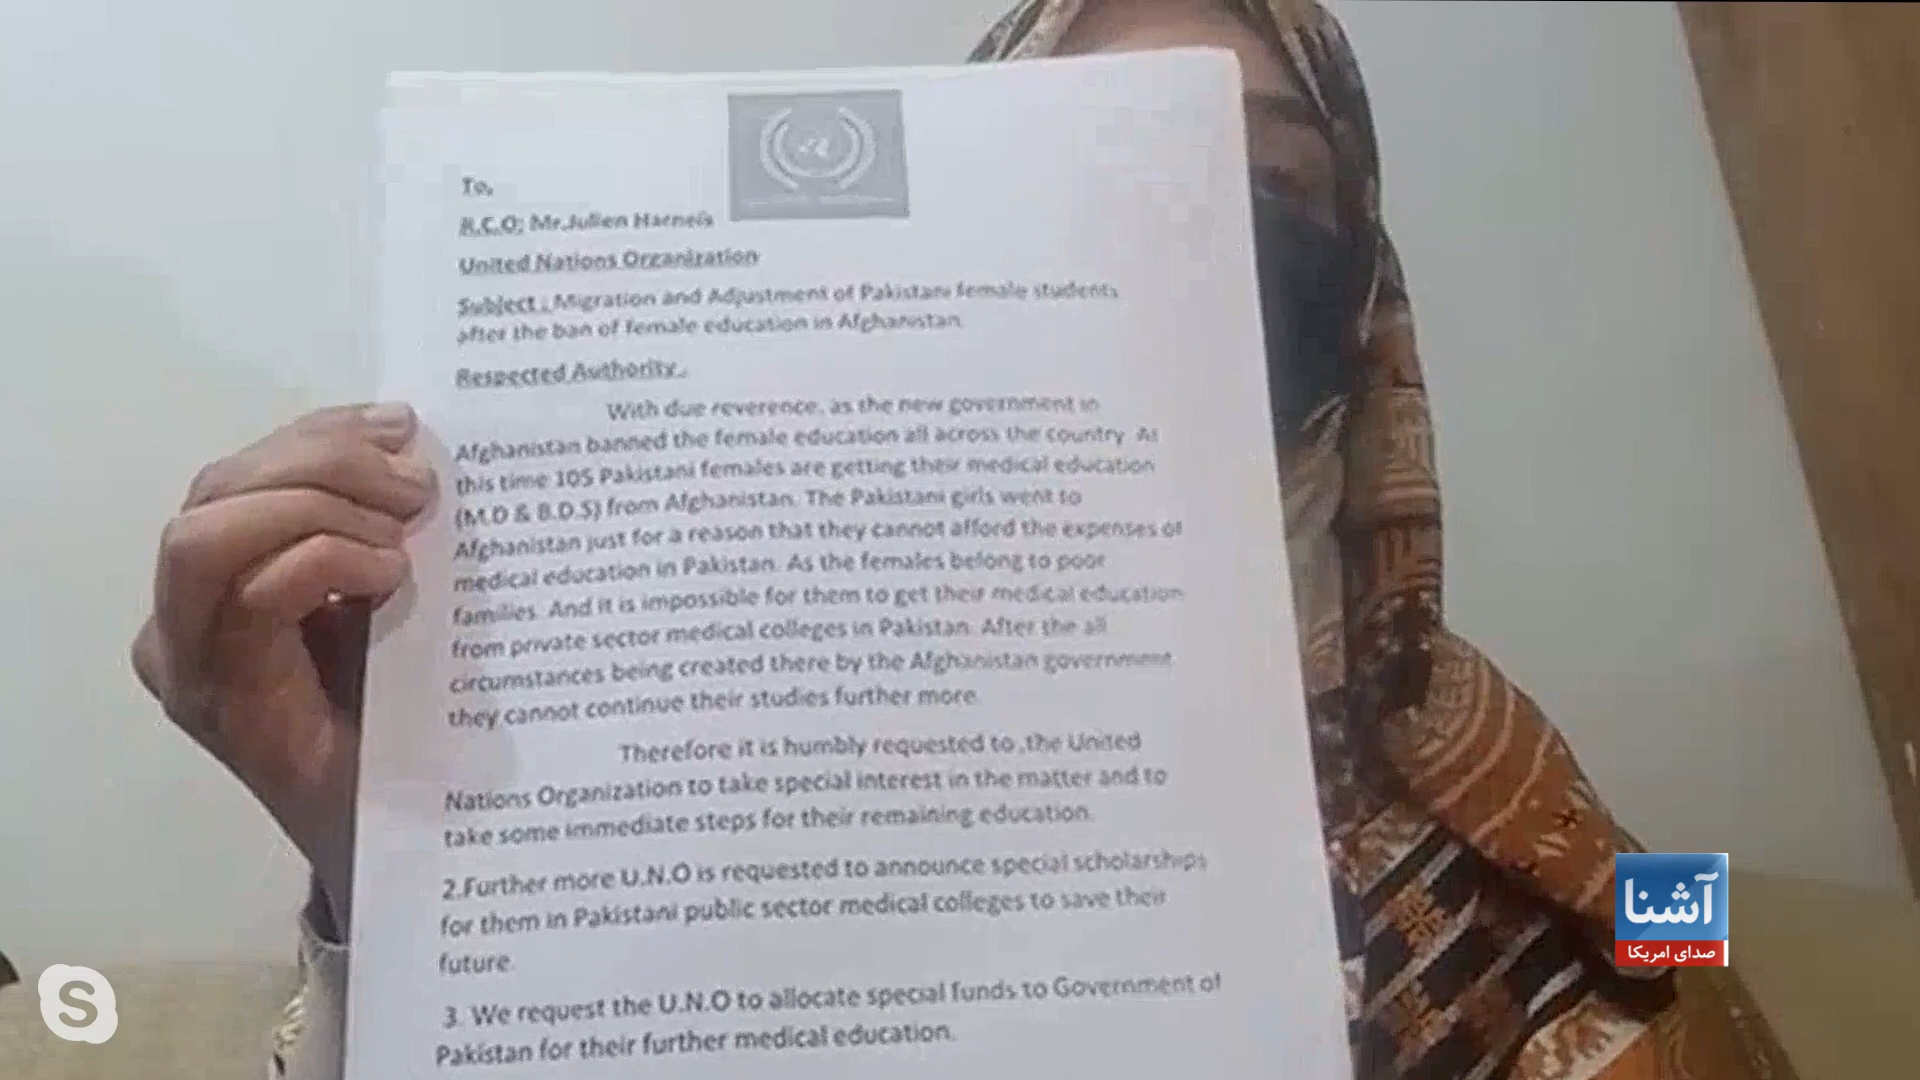 To,
R.C.O; Mr.Julien Harneis
United Nations Organization
Subject , Migration and Adjustment of Pakistani female students
after the ban of female education in Afghanistan.
Respected Authority,
With due reverence, as the new government in
Afghanistan banned the female education all across the country. At
this time 105 Pakistani females are getting their medical education
(M.D & B.D.S) from Afghanistan. The Pakistani girls went to
Afghanistan just for a reason that they cannot afford the expenses of
medical education in Pakistan. As the females belong to poor
families. And it is impossible for them to get their medical education
from private sector medical colleges in Pakistan. After the all
circumstances being created there by the Afghanistan government
they cannot continue their studies further more.
Therefore it is humbly requested to ,the United
Nations Organization to take special interest in the matter and to
take some immediate steps for their remaining education.
2.Further more U.N.O is requested to announce special scholarships
for them in Pakistani public sector medical colleges to save their
future.
3. We request the U.N.O to allocate special funds to Government of
Pakistan for their further medical education.
آشنا
صدای امریکا